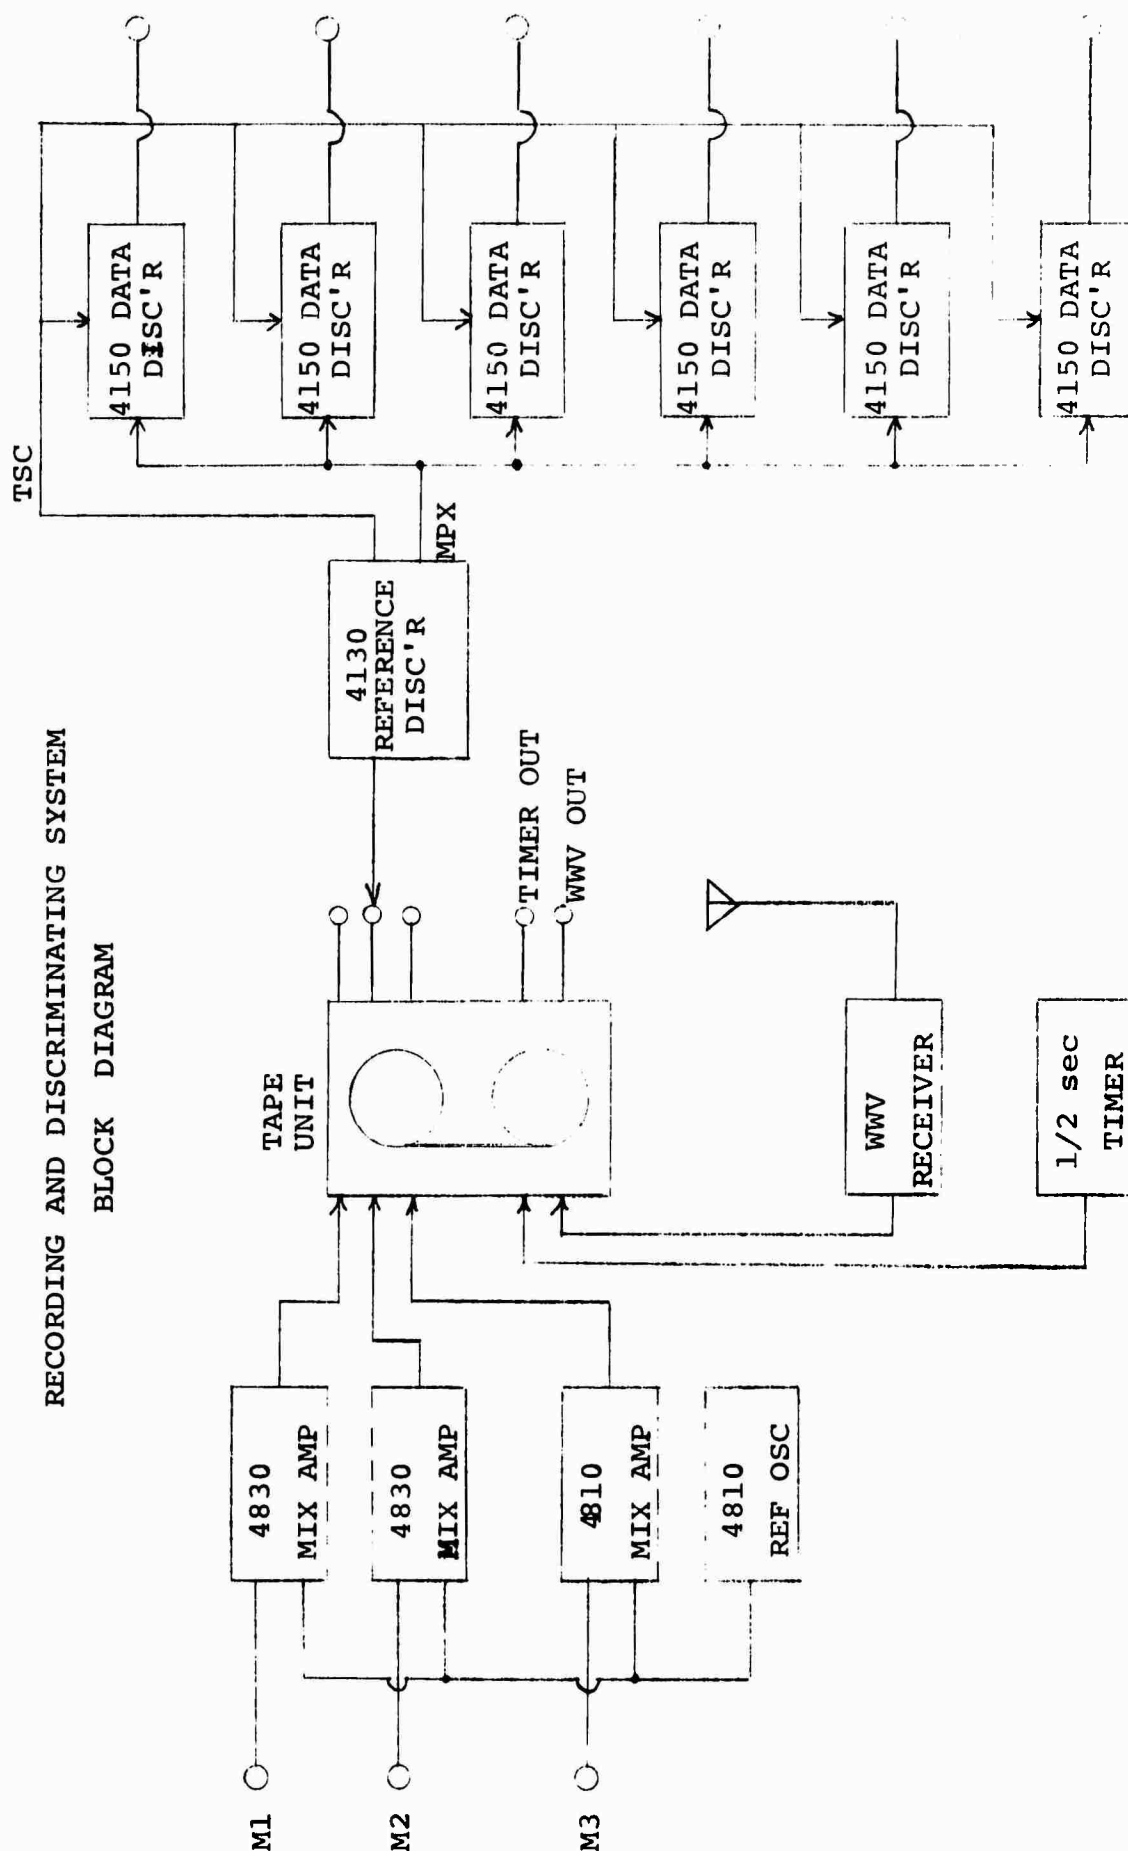 RECORDING AND DISCRIMINATING SYSTEM
BLOCK DIAGRAM
M1
M2
M3
4830
MIX AMP
4830
MIX AMP
4810
MIX AMP
4810
REF OSC
TAPE
UNIT
TIMER OUT
WWV OUT
WWV
RECEIVER
1/2 sec
TIMER
4130
REFERENCE
DISC'R
TSC
MPX
4150 DATA
DISC'R
4150 DATA
DISC'R
4150 DATA
DISC'R
4150 DATA
DISC'R
4150 DATA
DISC'R
4150 DATA
DISC'R